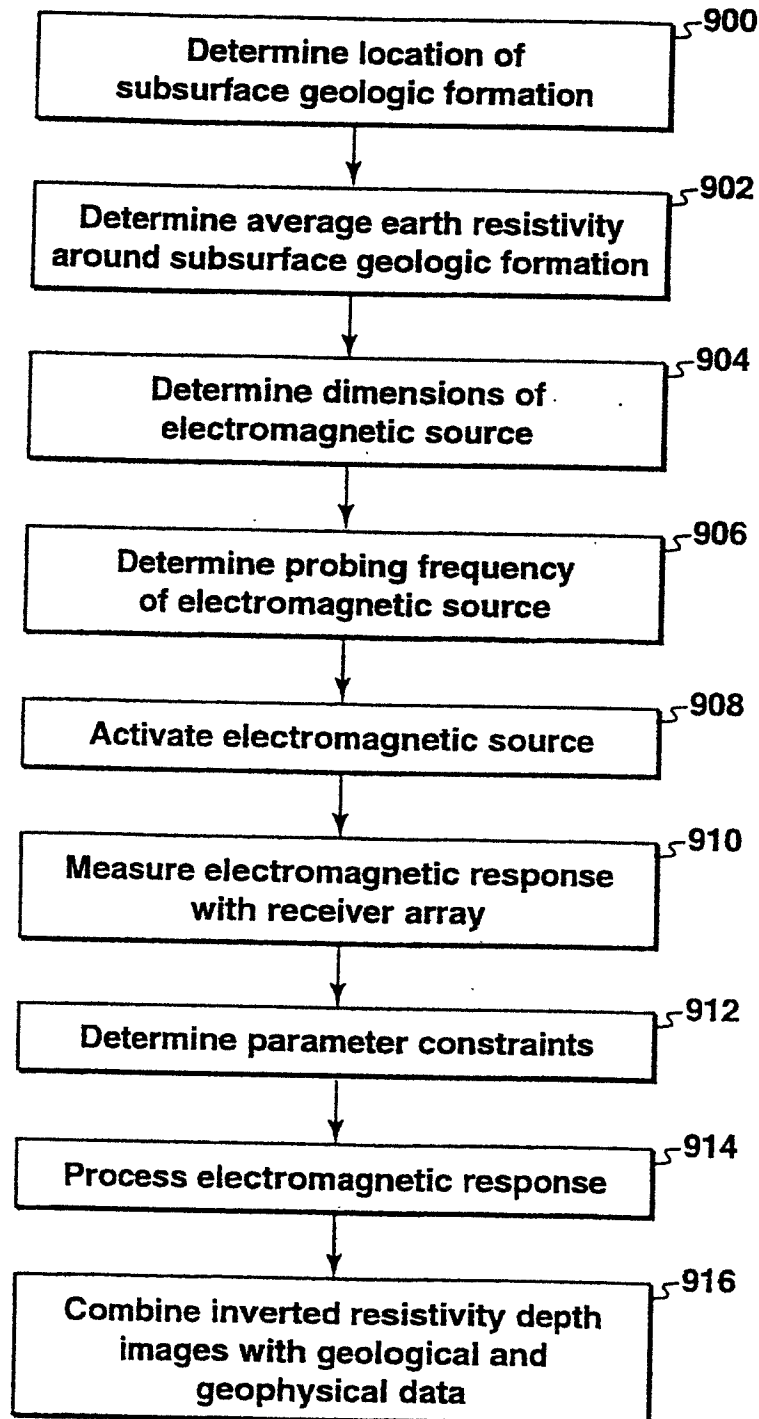 900
Determine location of
subsurface geologic formation
902
Determine average earth resistivity
around subsurface geologic formation
904
Determine dimensions of
electromagnetic source
906
Determine probing frequency
of electromagnetic source
908
Activate electromagnetic source
910
Measure electromagnetic response
with receiver array
912
Determine parameter constraints
914
Process electromagnetic response
916
Combine inverted resistivity depth
images with geological and
geophysical data